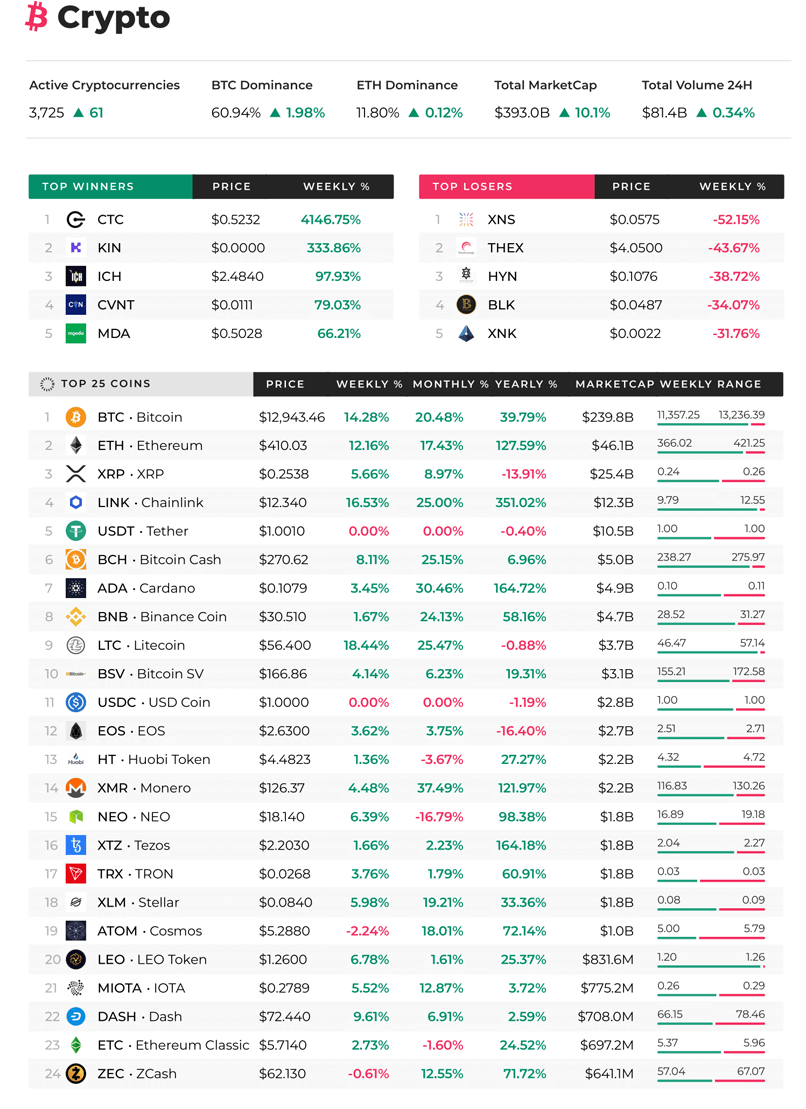 Crypto
Active Cryptocurrencies BTC Dominance ETH Dominance Total MarketCap Total Volume 24H
3,725 ▲ 61 60.94% ▲ 1.98% 11.80% ▲ 0.12% $393.0B ▲ 10.1% $81.4B ▲ 0.34%
TOP WINNERS PRICE WEEKLY %
1 CTC $0.5232 4146.75%
2 KIN $0.0000 333.86%
3 ICH $2.4840 97.93%
4 CVNT $0.0111 79.03%
5 MDA $0.5028 66.21%
TOP LOSERS PRICE WEEKLY %
1 XNS $0.0575 -52.15%
2 THEX $4.0500 -43.67%
3 HYN $0.1076 -38.72%
4 BLK $0.0487 -34.07%
5 XNK $0.0022 -31.76%
TOP 25 COINS PRICE WEEKLY % MONTHLY % YEARLY % MARKETCAP WEEKLY RANGE
1 BTC · Bitcoin $12,943.46 14.28% 20.48% 39.79% $239.8B 11,357.25 13,236.39
2 ETH · Ethereum $410.03 12.16% 17.43% 127.59% $46.1B 366.02 421.25
3 XRP · XRP $0.2538 5.66% 8.97% -13.91% $25.4B 0.24 0.26
4 LINK · Chainlink $12.340 16.53% 25.00% 351.02% $12.3B 9.79 12.55
5 USDT · Tether $1.0010 0.00% 0.00% -0.40% $10.5B 1.00 1.00
6 BCH · Bitcoin Cash $270.62 8.11% 25.15% 6.96% $5.0B 238.27 275.97
7 ADA · Cardano $0.1079 3.45% 30.46% 164.72% $4.9B 0.10 0.11
8 BNB · Binance Coin $30.510 1.67% 24.13% 58.16% $4.7B 28.52 31.27
9 LTC · Litecoin $56.400 18.44% 25.47% -0.88% $3.7B 46.47 57.14
10 BSV · Bitcoin SV $166.86 4.14% 6.23% 19.31% $3.1B 155.21 172.58
11 USDC · USD Coin $1.0000 0.00% 0.00% -1.19% $2.8B 1.00 1.00
12 EOS · EOS $2.6300 3.62% 3.75% -16.40% $2.7B 2.51 2.71
13 Huobi HT · Huobi Token $4.4823 1.36% -3.67% 27.27% $2.2B 4.32 4.72
14 XMR · Monero $126.37 4.48% 37.49% 121.97% $2.2B 116.83 130.26
15 NEO · NEO $18.140 6.39% -16.79% 98.38% $1.8B 16.89 19.18
16 XTZ · Tezos $2.2030 1.66% 2.23% 164.18% $1.8B 2.04 2.27
17 TRX · TRON $0.0268 3.76% 1.79% 60.91% $1.8B 0.03 0.03
18 XLM · Stellar $0.0840 5.98% 19.21% 33.36% $1.8B 0.08 0.09
19 ATOM · Cosmos $5.2880 -2.24% 18.01% 72.14% $1.0B 5.00 5.79
20 LEO · LEO Token $1.2600 6.78% 1.61% 25.37% $831.6M 1.20 1.26
21 MIOTA · IOTA $0.2789 5.52% 12.87% 3.72% $775.2M 0.26 0.29
22 DASH · Dash $72.440 9.61% 6.91% 2.59% $708.0M 66.15 78.46
23 ETC · Ethereum Classic $5.7140 2.73% -1.60% 24.52% $697.2M 5.37 5.96
24 ZEC · ZCash $62.130 -0.61% 12.55% 71.72% $641.1M 57.04 67.07